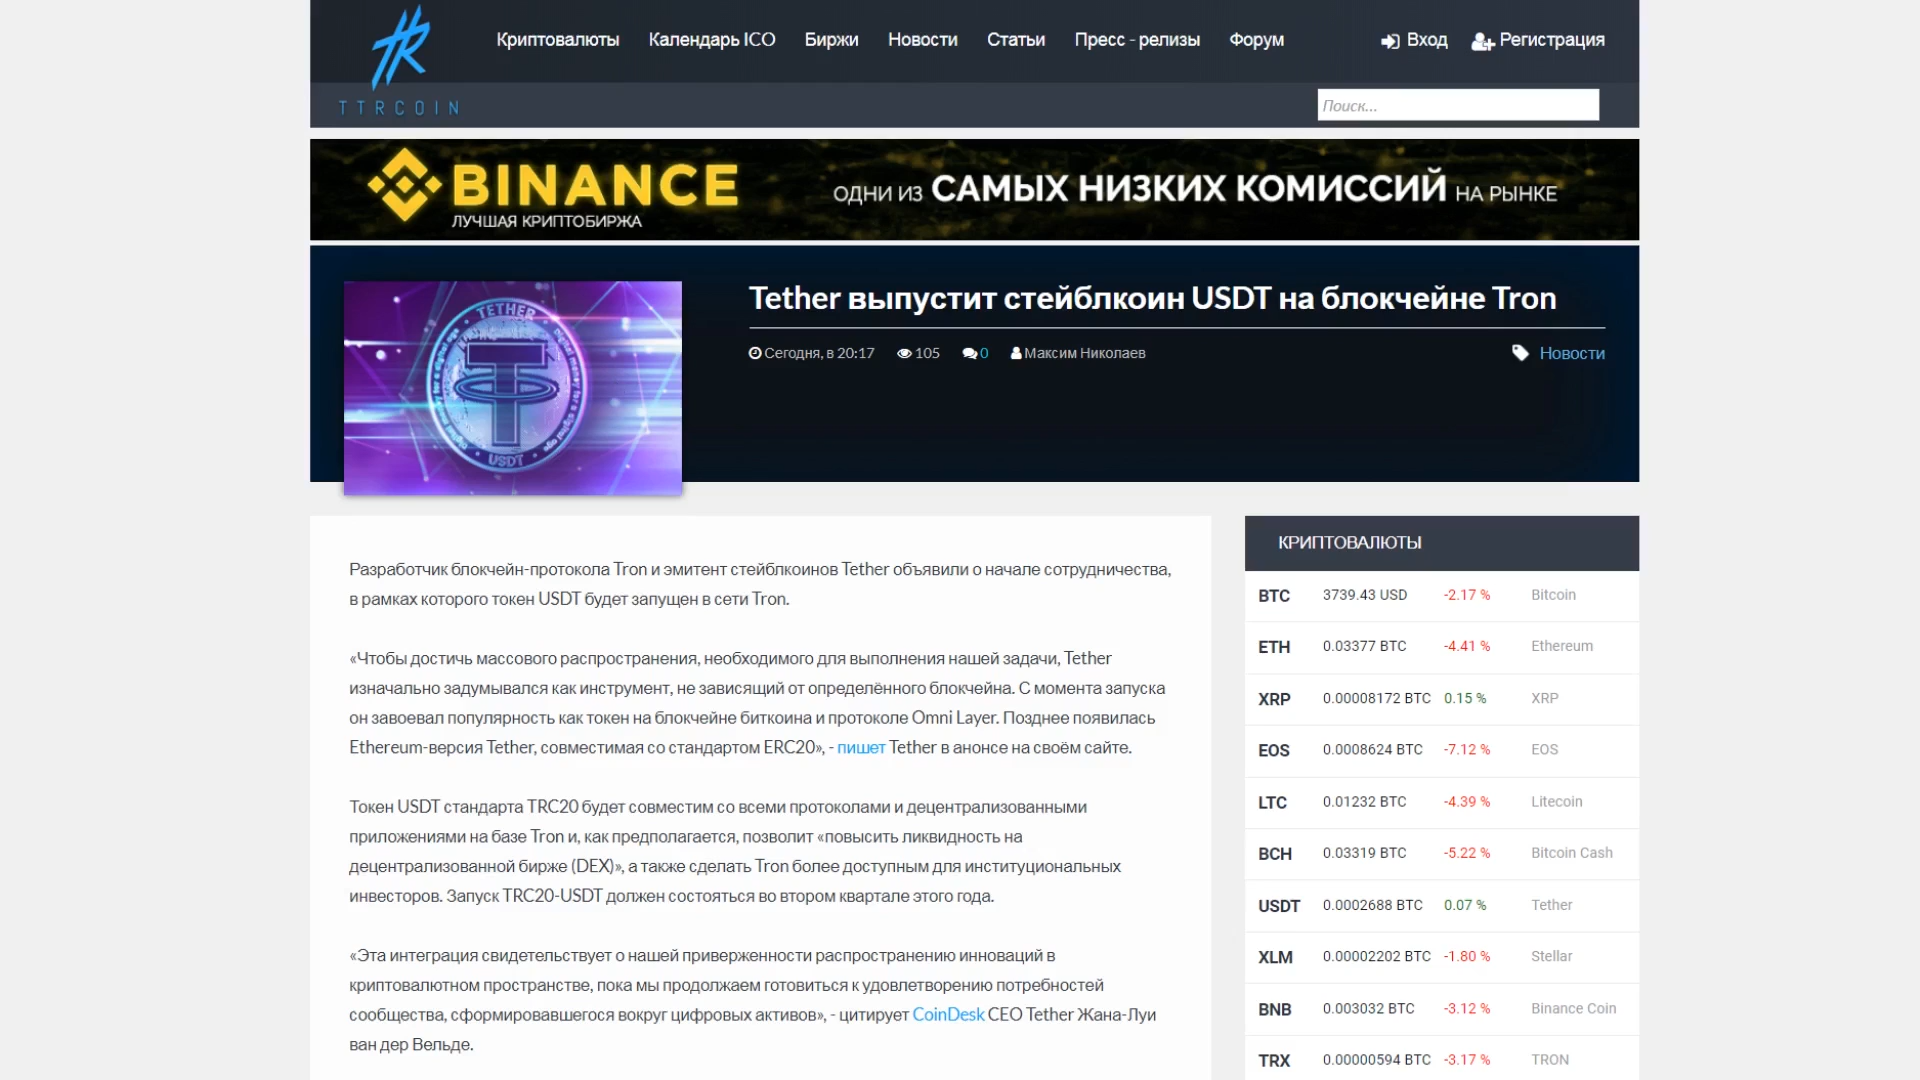 Криптовалюты Календарь ICO Биржи Новости Статьи Пресс - релизы Форум Вход Регистрация
TTRCOIN
Поиск...
BINANCE
ЛУЧШАЯ КРИПТОБИРЖА
ОДНИ ИЗ САМЫХ НИЗКИХ КОМИССИЙ НА РЫНКЕ
TETHER
USDT
Tether выпустит стейблкоин USDT на блокчейне Tron
Сегодня, в 20:17 105 0 Максим Николаев Новости
Разработчик блокчейн-протокола Tron и эмитент стейблкоинов Tether объявили о начале сотрудничества,
в рамках которого токен USDT будет запущен в сети Tron.
«Чтобы достичь массового распространения, необходимого для выполнения нашей задачи, Tether
изначально задумывался как инструмент, не зависящий от определённого блокчейна. С момента запуска
он завоевал популярность как токен на блокчейне биткоина и протоколе Omni Layer. Позднее появилась
Ethereum-версия Tether, совместимая со стандартом ERC20», - пишет Tether в анонсе на своём сайте.
Токен USDT стандарта TRC20 будет совместим со всеми протоколами и децентрализованными
приложениями на базе Tron и, как предполагается, позволит «повысить ликвидность на
децентрализованной бирже (DEX)», а также сделать Tron более доступным для институциональных
инвесторов. Запуск TRC20-USDT должен состояться во втором квартале этого года.
«Эта интеграция свидетельствует о нашей приверженности распространению инноваций в
криптовалютном пространстве, пока мы продолжаем готовиться к удовлетворению потребностей
сообщества, сформировавшегося вокруг цифровых активов», - цитирует CoinDesk CEO Tether Жана-Луи
ван дер Вельде.
КРИПТОВАЛЮТЫ
BTC 3739.43 USD -2.17 % Bitcoin
ETH 0.03377 BTC -4.41 % Ethereum
XRP 0.00008172 BTC 0.15 % XRP
EOS 0.0008624 BTC -7.12 % EOS
LTC 0.01232 BTC -4.39 % Litecoin
BCH 0.03319 BTC -5.22 % Bitcoin Cash
USDT 0.0002688 BTC 0.07 % Tether
XLM 0.00002202 BTC -1.80 % Stellar
BNB 0.003032 BTC -3.12 % Binance Coin
TRX 0.00000594 BTC -3.17 % TRON